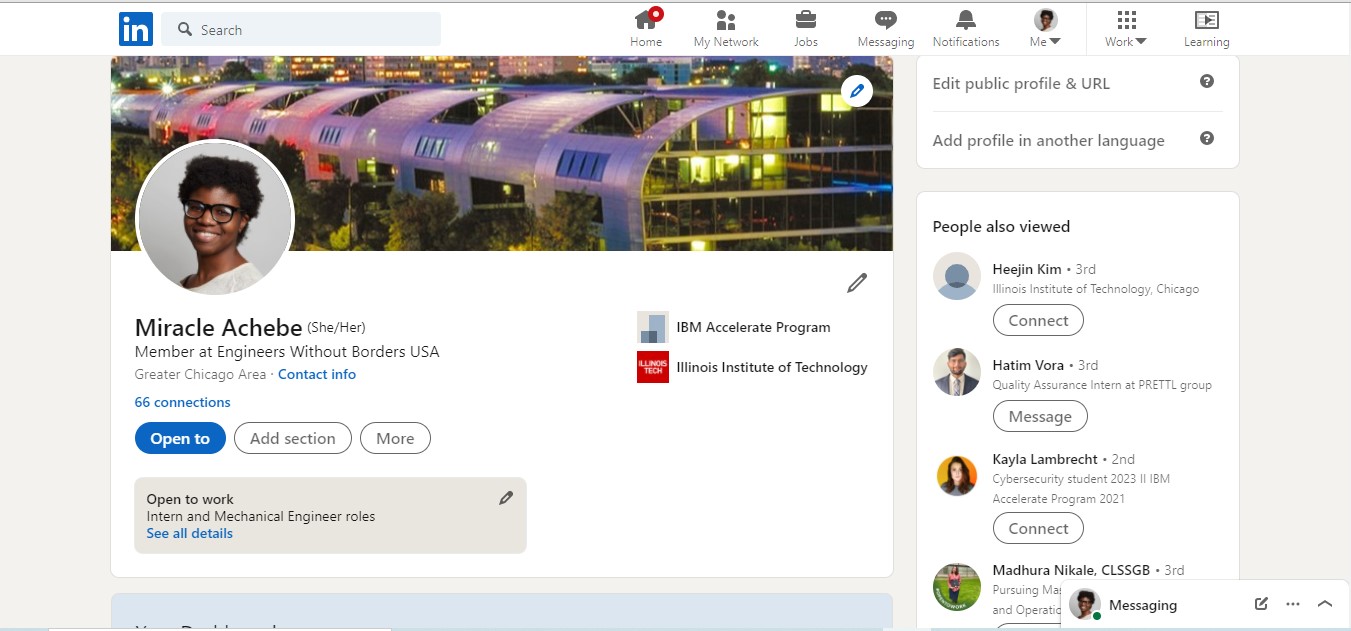 in
Search
Home
My Network
Jobs
Messaging
Notifications
Me
Work
Learning
Edit public profile & URL
Add profile in another language
Miracle Achebe (She/Her)
Member at Engineers Without Borders USA
Greater Chicago Area · Contact info
66 connections
Open to
Add section
More
IBM Accelerate Program
ILLINOIS TECH
Illinois Institute of Technology
Open to work
Intern and Mechanical Engineer roles
See all details
People also viewed
Heejin Kim • 3rd
Illinois Institute of Technology, Chicago
Connect
Hatim Vora • 3rd
Quality Assurance Intern at PRETTL group
Message
Kayla Lambrecht • 2nd
Cybersecurity student 2023 II IBM
Accelerate Program 2021
Connect
Madhura Nikale, CLSSGB • 3rd
Pursuing
and
Messaging